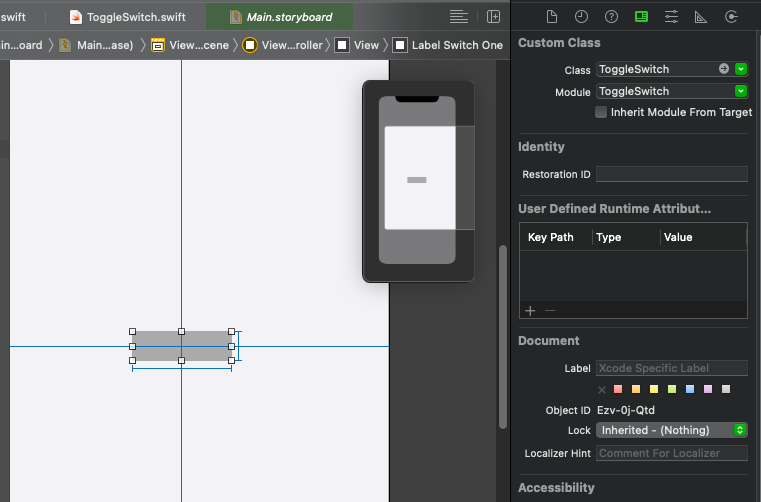 swift
ToggleSwitch.swift
Main.storyboard
in...oard
Main...ase)
View...cene
View...roller
View
Label Switch One
Custom Class
Class ToggleSwitch
Module ToggleSwitch
Inherit Module From Target
Identity
Restoration ID
User Defined Runtime Attribut...
Key Path Type Value
Document
Label Xcode Specific Label
Object ID Ezv-0j-Qtd
Lock Inherited - (Nothing)
Localizer Hint Comment For Localizer
Accessibility